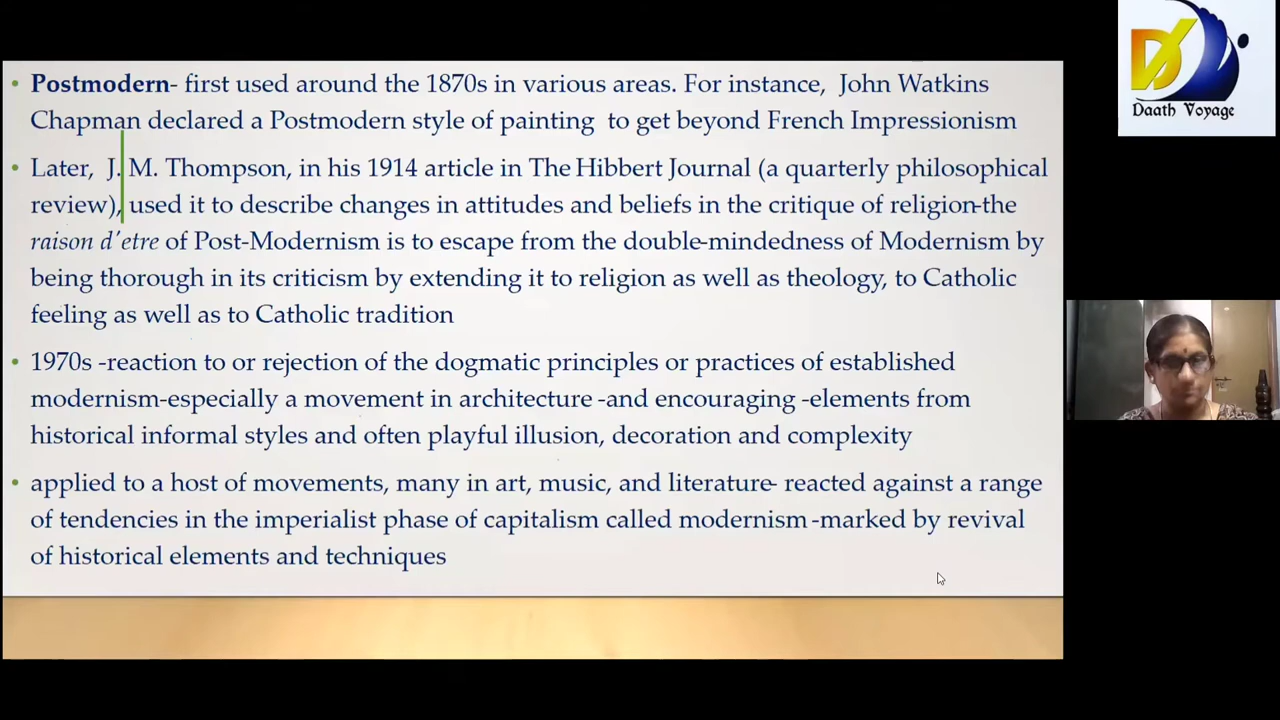 • Postmodern- first used around the 1870s in various areas. For instance, John Watkins
Chapman declared a Postmodern style of painting to get beyond French Impressionism
• Later, J. M. Thompson, in his 1914 article in The Hibbert Journal (a quarterly philosophical
review), used it to describe changes in attitudes and beliefs in the critique of religion-the
raison d'etre of Post-Modernism is to escape from the double-mindedness of Modernism by
being thorough in its criticism by extending it to religion as well as theology, to Catholic
feeling as well as to Catholic tradition
• 1970s -reaction to or rejection of the dogmatic principles or practices of established
modernism-especially a movement in architecture -and encouraging -elements from
historical informal styles and often playful illusion, decoration and complexity
• applied to a host of movements, many in art, music, and literature- reacted against a range
of tendencies in the imperialist phase of capitalism called modernism -marked by revival
of historical elements and techniques
Daath Voyage